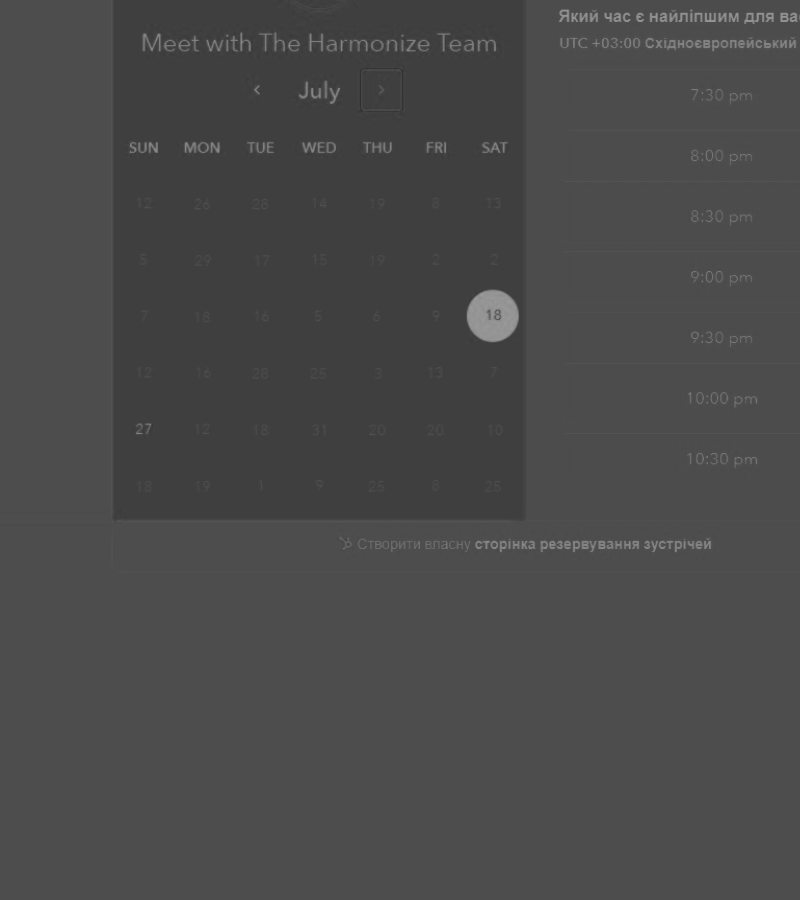 Meet with The Harmonize Team
July
SUN MON TUE WED THU FRI SAT
12 26 28 14 19 8 13
5 29 17 15 19 2 2
7 18 16 5 6 9 18
12 16 28 25 3 13 7
27 12 18 31 20 20 10
18 19 1 9 25 8 25
Який час є найліпшим для ва
UTC +03:00 Східноєвропейський
7:30 pm
8:00 pm
8:30 pm
9:00 pm
9:30 pm
10:00 pm
10:30 pm
Створити власну сторінка резервування зустрічей